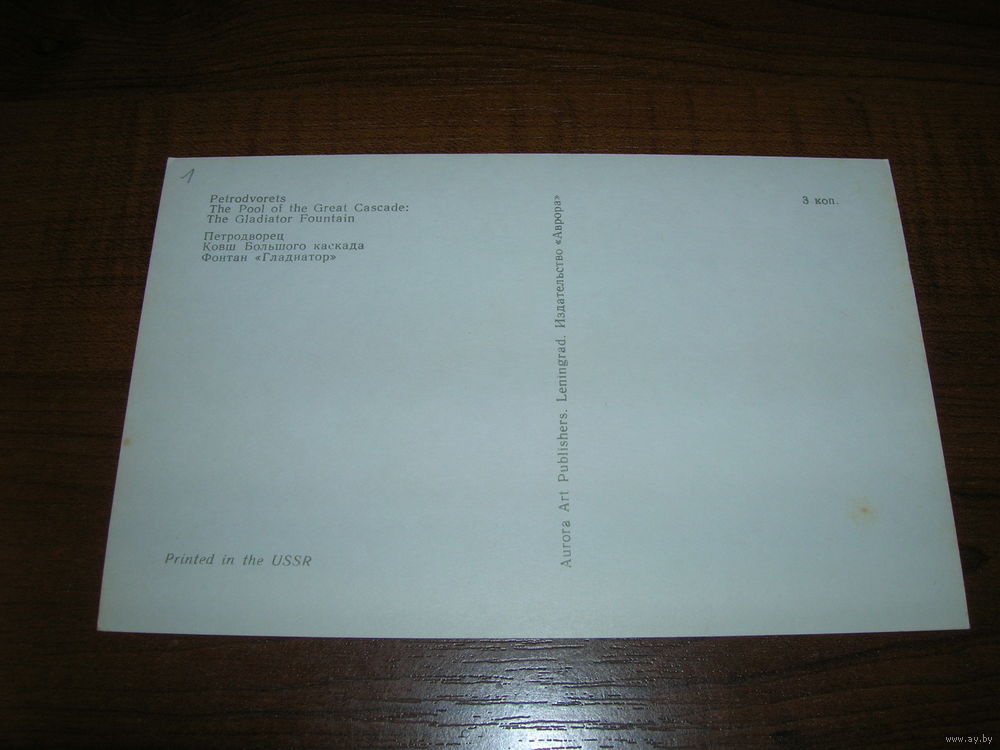 1
Petrodvorets
The Pool of the Great Cascade:
The Gladiator Fountain
Петродворец
Ковш Большого каскада
Фонтан «Гладиатор»
Printed in the USSR
Aurora Art Publishers. Leningrad. Издательство «Аврора»
3 коп.
www.ay.by